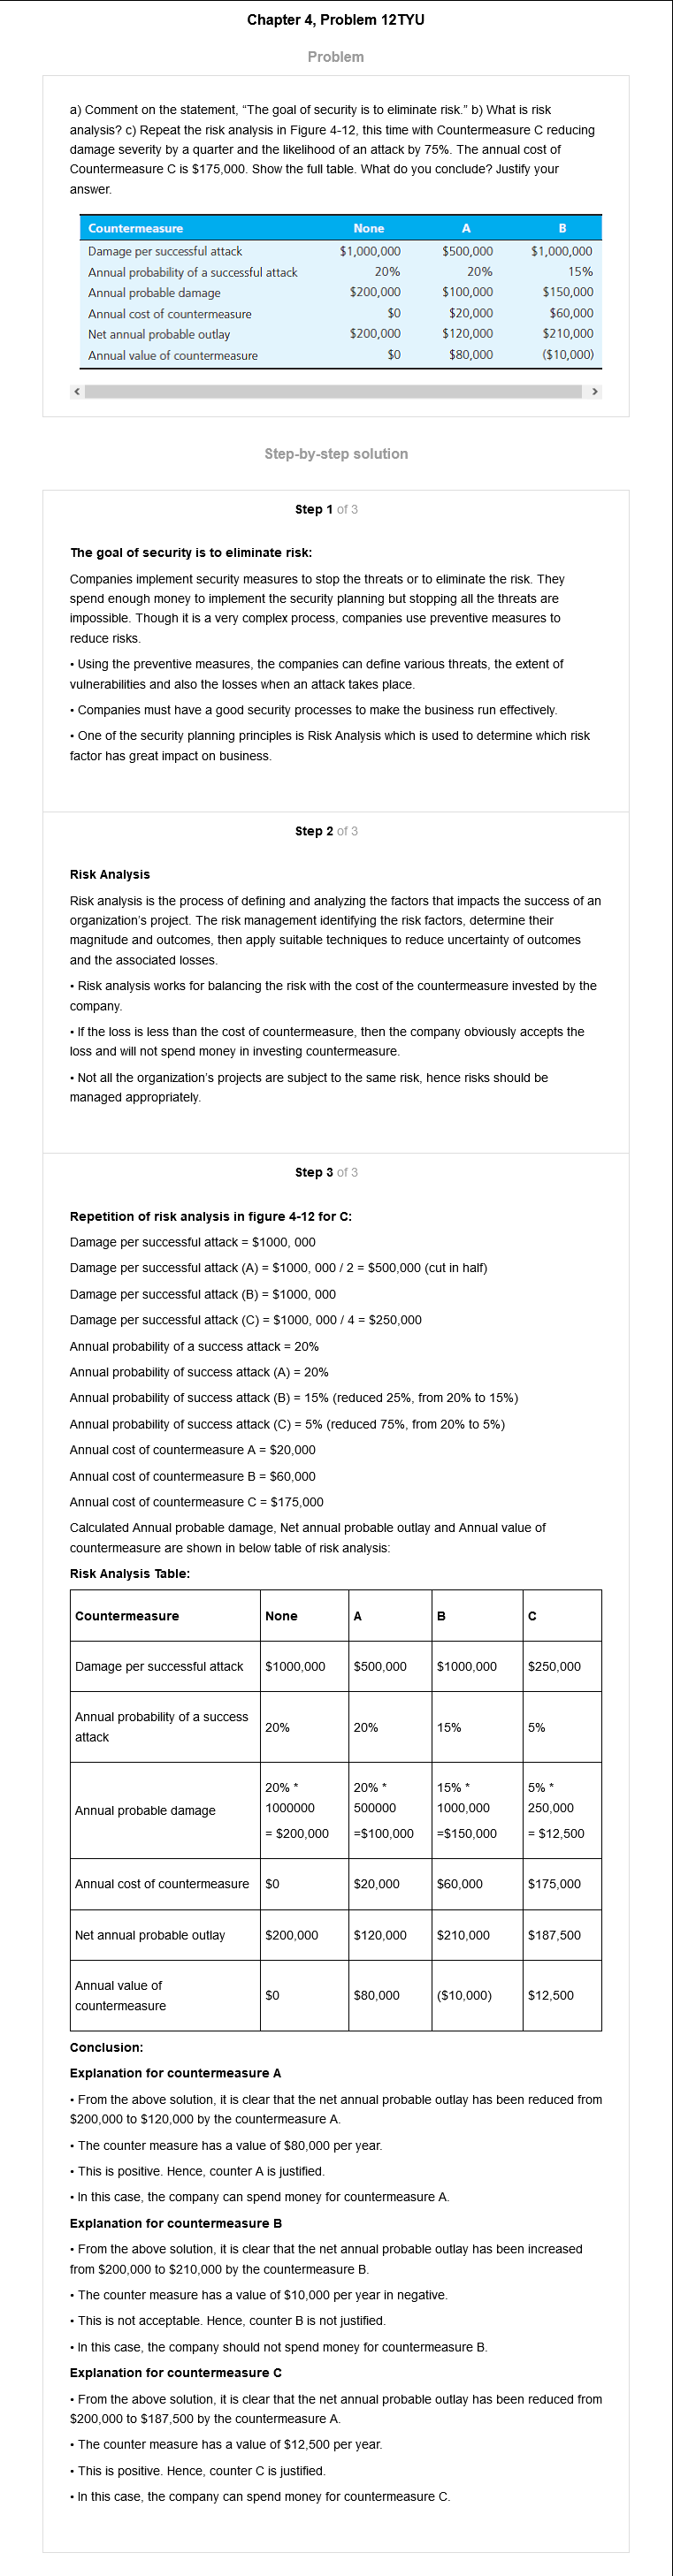 Chapter 4, Problem 12TYU
Problem
a) Comment on the statement, “The goal of security is to eliminate risk.” b) What is risk
analysis? c) Repeat the risk analysis in Figure 4-12, this time with Countermeasure C reducing
damage severity by a quarter and the likelihood of an attack by 75%. The annual cost of
Countermeasure C is $175,000. Show the full table. What do you conclude? Justify your
answer.
Countermeasure None A B
Damage per successful attack $1,000,000 $500,000 $1,000,000
Annual probability of a successful attack 20% 20% 15%
Annual probable damage $200,000 $100,000 $150,000
Annual cost of countermeasure $0 $20,000 $60,000
Net annual probable outlay $200,000 $120,000 $210,000
Annual value of countermeasure $0 $80,000 ($10,000)
Step-by-step solution
Step 1 of 3
The goal of security is to eliminate risk:
Companies implement security measures to stop the threats or to eliminate the risk. They
spend enough money to implement the security planning but stopping all the threats are
impossible. Though it is a very complex process, companies use preventive measures to
reduce risks.
• Using the preventive measures, the companies can define various threats, the extent of
vulnerabilities and also the losses when an attack takes place.
• Companies must have a good security processes to make the business run effectively.
• One of the security planning principles is Risk Analysis which is used to determine which risk
factor has great impact on business.
Step 2 of 3
Risk Analysis
Risk analysis is the process of defining and analyzing the factors that impacts the success of an
organization’s project. The risk management identifying the risk factors, determine their
magnitude and outcomes, then apply suitable techniques to reduce uncertainty of outcomes
and the associated losses.
• Risk analysis works for balancing the risk with the cost of the countermeasure invested by the
company.
• If the loss is less than the cost of countermeasure, then the company obviously accepts the
loss and will not spend money in investing countermeasure.
• Not all the organization’s projects are subject to the same risk, hence risks should be
managed appropriately.
Step 3 of 3
Repetition of risk analysis in figure 4-12 for C:
Damage per successful attack = $1000, 000
Damage per successful attack (A) = $1000, 000 / 2 = $500,000 (cut in half)
Damage per successful attack (B) = $1000, 000
Damage per successful attack (C) = $1000, 000 / 4 = $250,000
Annual probability of a success attack = 20%
Annual probability of success attack (A) = 20%
Annual probability of success attack (B) = 15% (reduced 25%, from 20% to 15%)
Annual probability of success attack (C) = 5% (reduced 75%, from 20% to 5%)
Annual cost of countermeasure A = $20,000
Annual cost of countermeasure B = $60,000
Annual cost of countermeasure C = $175,000
Calculated Annual probable damage, Net annual probable outlay and Annual value of
countermeasure are shown in below table of risk analysis:
Risk Analysis Table:
Countermeasure None A B C
Damage per successful attack $1000,000 $500,000 $1000,000 $250,000
Annual probability of a success
attack
20% 20% 15% 5%
Annual probable damage
20% * 20% * 15% * 5% *
1000000 500000 1000,000 250,000
= $200,000 =$100,000 =$150,000 = $12,500
Annual cost of countermeasure $0 $20,000 $60,000 $175,000
Net annual probable outlay $200,000 $120,000 $210,000 $187,500
Annual value of
countermeasure
$0 $80,000 ($10,000) $12,500
Conclusion:
Explanation for countermeasure A
• From the above solution, it is clear that the net annual probable outlay has been reduced from
$200,000 to $120,000 by the countermeasure A.
• The counter measure has a value of $80,000 per year.
• This is positive. Hence, counter A is justified.
• In this case, the company can spend money for countermeasure A.
Explanation for countermeasure B
• From the above solution, it is clear that the net annual probable outlay has been increased
from $200,000 to $210,000 by the countermeasure B.
• The counter measure has a value of $10,000 per year in negative.
• This is not acceptable. Hence, counter B is not justified.
• In this case, the company should not spend money for countermeasure B.
Explanation for countermeasure C
• From the above solution, it is clear that the net annual probable outlay has been reduced from
$200,000 to $187,500 by the countermeasure A.
• The counter measure has a value of $12,500 per year.
• This is positive. Hence, counter C is justified.
• In this case, the company can spend money for countermeasure C.